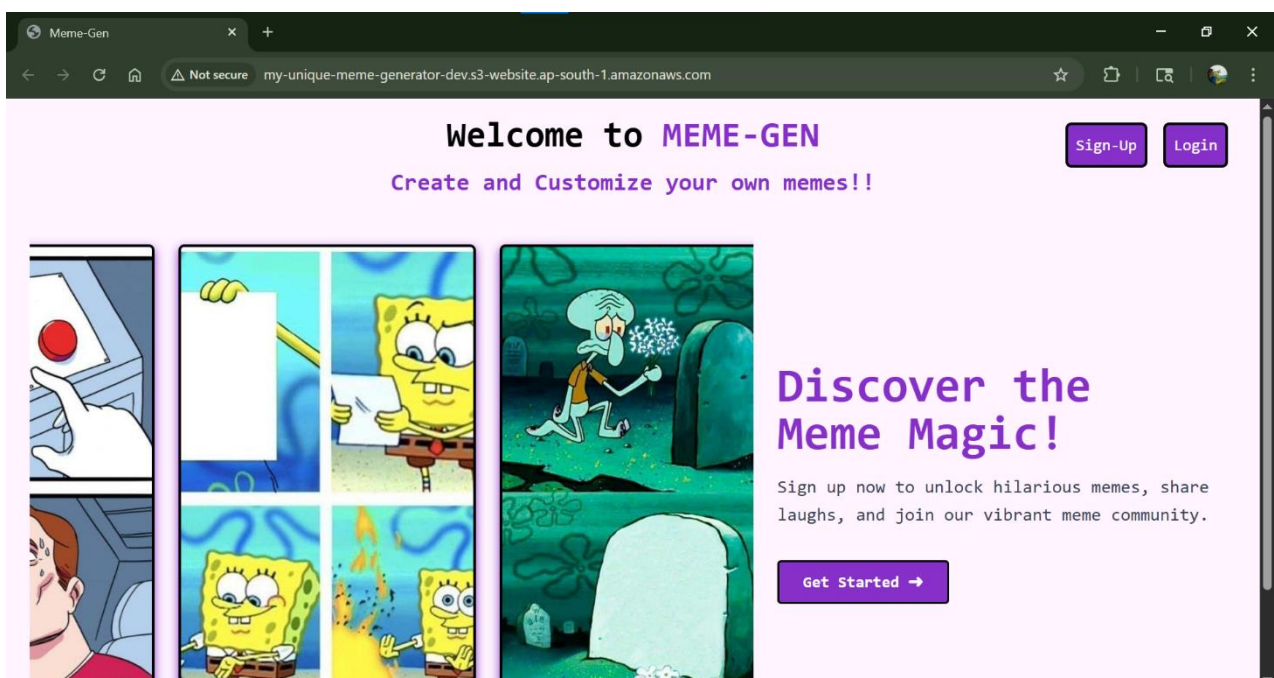 Meme-Gen
Not secure my-unique-meme-generator-dev.s3-website.ap-south-1.amazonaws.com
Welcome to MEME-GEN
Sign-Up Login
Create and Customize your own memes!!
Discover the
Meme Magic!
Sign up now to unlock hilarious memes, share
laughs, and join our vibrant meme community.
Get Started →